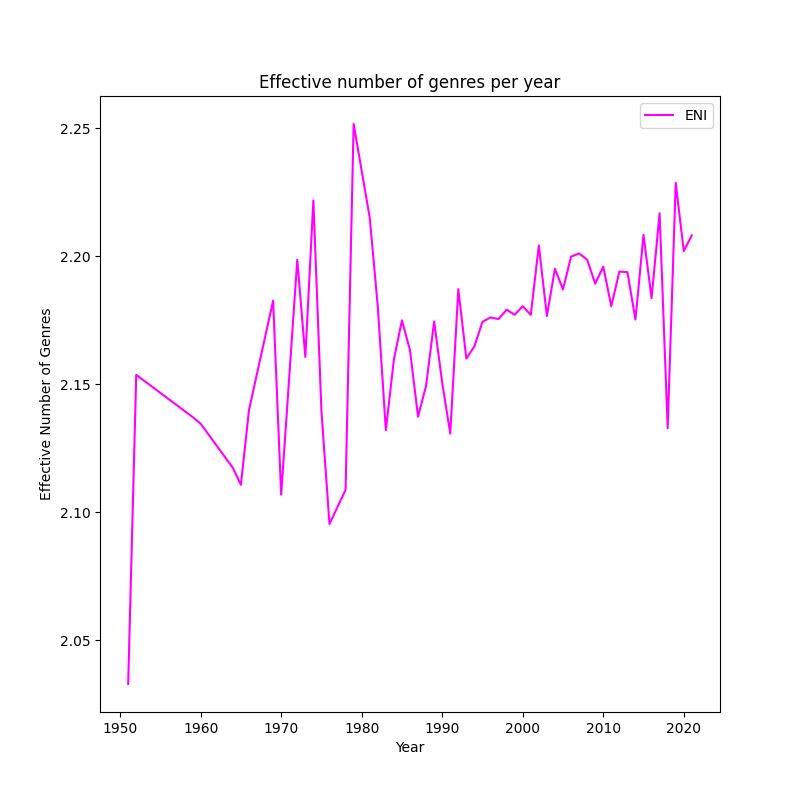 Effective number of genres per year
ENI
2.25
2.20
2.15
2.10
2.05
Effective Number of Genres
1950 1960 1970 1980 1990 2000 2010 2020
Year